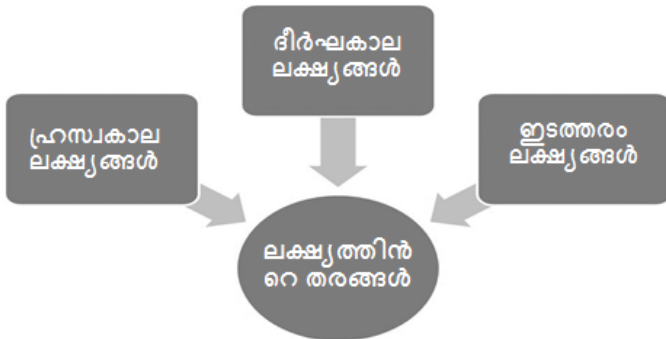 ദീർഘകാല
ലക്ഷ്യങ്ങൾ
ഹ്രസ്വകാല
ലക്ഷ്യങ്ങൾ
ഇടത്തരം
ലക്ഷ്യങ്ങൾ
ലക്ഷ്യത്തിൻ
റെ തരങ്ങൾ